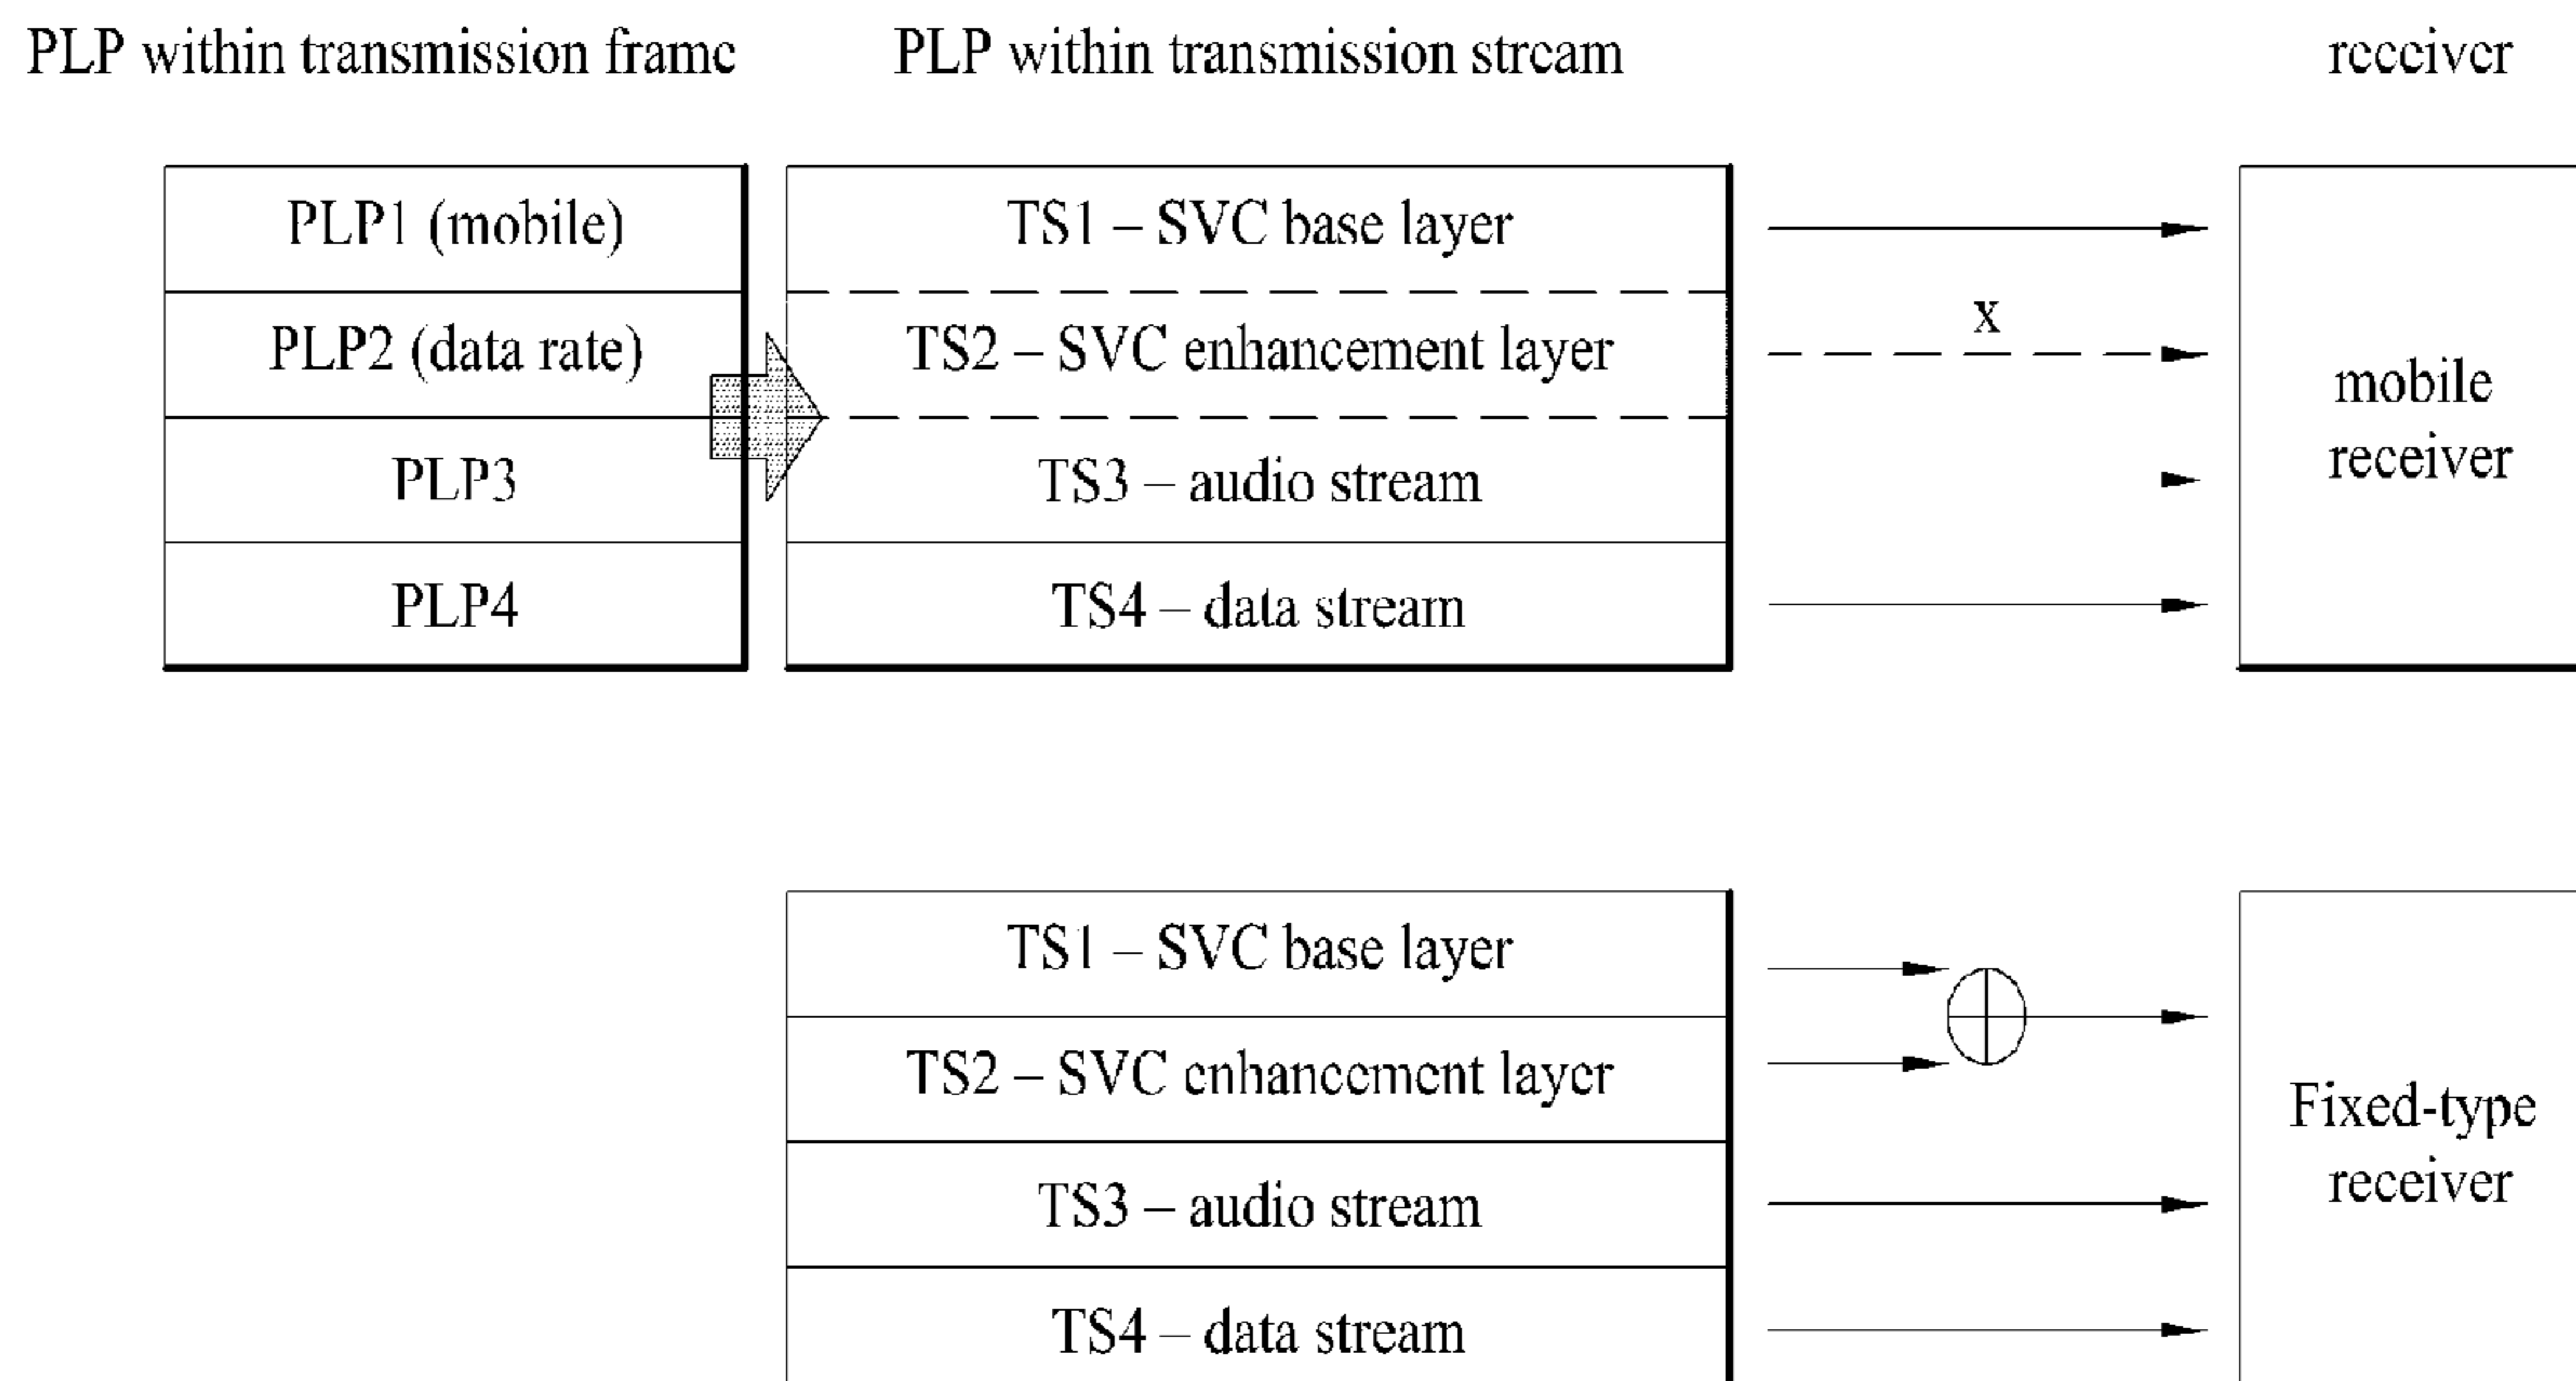 PLP within transmission frame
PLP within transmission stream
receiver
PLP1 (mobile)
TS1 – SVC base layer
PLP2 (data rate)
TS2 – SVC enhancement layer
x
mobile
receiver
PLP3
TS3 – audio stream
PLP4
TS4 – data stream
TS1 – SVC base layer
TS2 – SVC enhancement layer
Fixed-type
receiver
TS3 – audio stream
TS4 – data stream